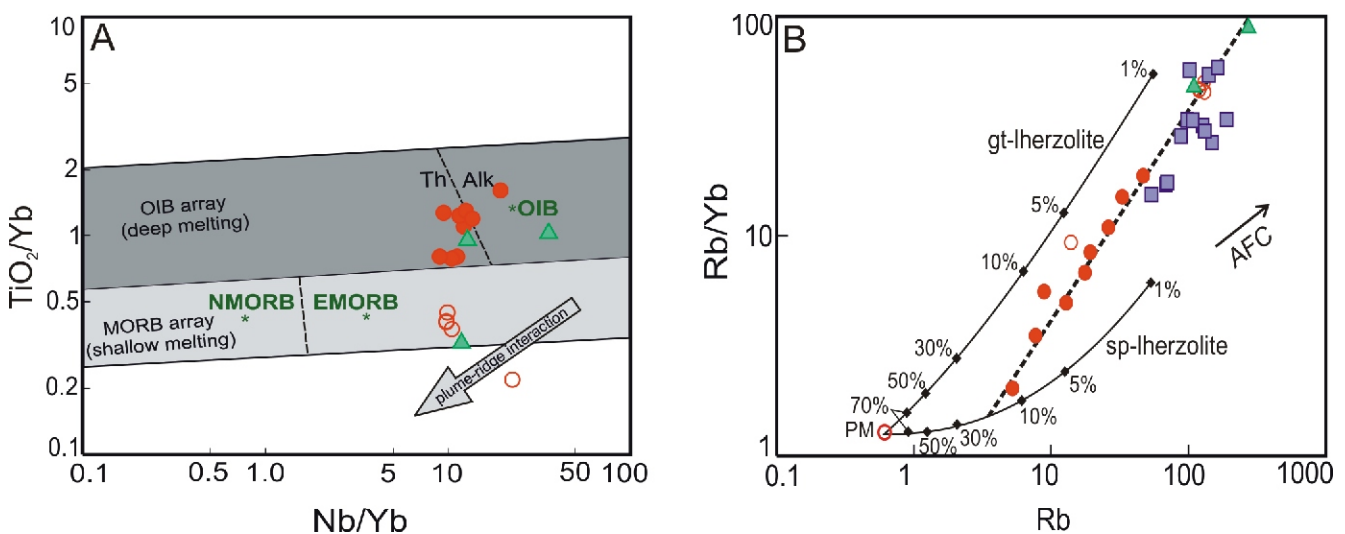 A
10
5
2
1
0.5
0.2
0.1
TiO2/Yb
Th Alk
OIB array
(deep melting)
*OIB
NMORB
*
EMORB
*
MORB array
(shallow melting)
plume-ridge interaction
0.1 0.5 1.0 5 10 50 100
Nb/Yb
B
100
10
1
Rb/Yb
1%
gt-lherzolite
5%
10%
30%
50%
70%
PM
50%
30%
10%
5%
1%
sp-lherzolite
AFC
0.1 1 10 100 1000
Rb